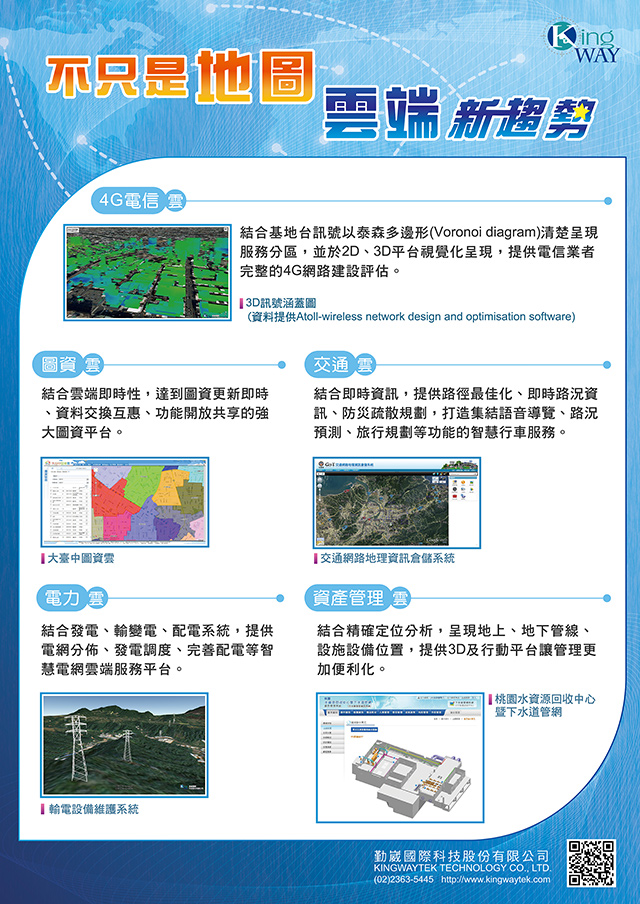 King
WAY
不只是地圖
雲端新趨勢
4G電信 雲
結合基地台訊號以泰森多邊形(Voronoi diagram)清楚呈現
服務分區，並於2D、3D平台視覺化呈現，提供電信業者
完整的4G網路建設評估。
3D訊號涵蓋圖
（資料提供Atoll-wireless network design and optimisation software)
圖資 雲
結合雲端即時性，達到圖資更新即時
、資料交換互惠、功能開放共享的強
大圖資平台。
大臺中圖資雲
交通 雲
結合即時資訊，提供路徑最佳化、即時路況資
訊、防災疏散規劃，打造集結語音導覽、路況
預測、旅行規劃等功能的智慧行車服務。
交通網路地理資訊倉儲系統
電力 雲
結合發電、輸變電、配電系統，提供
電網分佈、發電調度、完善配電等智
慧電網雲端服務平台。
輸電設備維護系統
資產管理 雲
結合精確定位分析，呈現地上、地下管線、
設施設備位置，提供3D及行動平台讓管理更
加便利化。
桃園水資源回收中心
暨下水道管網
勤崴國際科技股份有限公司
KINGWAYTEK TECHNOLOGY CO., LTD.
(02)2363-5445 http://www.kingwaytek.com